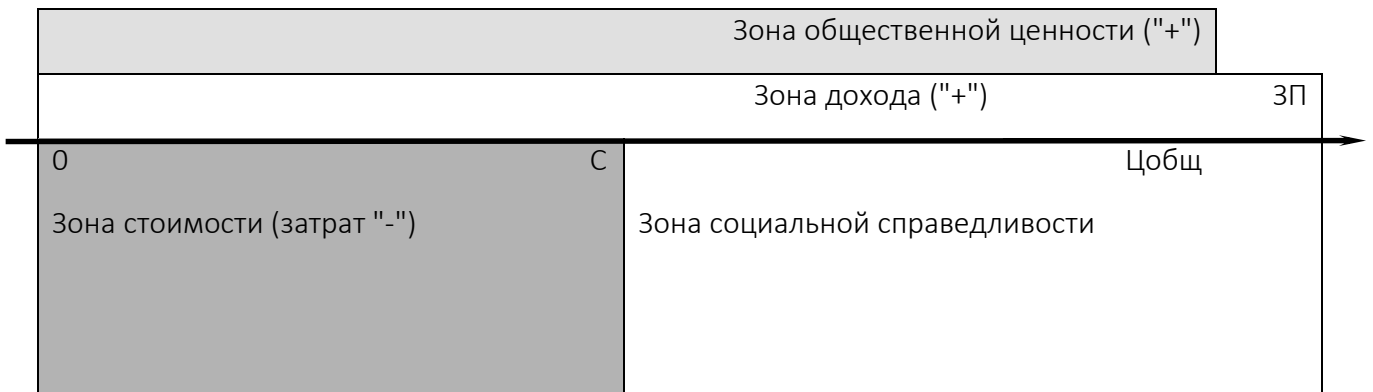 Зона общественной ценности ("+")
Зона дохода ("+") ЗП
0 С Цобщ
Зона стоимости (затрат "-") Зона социальной справедливости